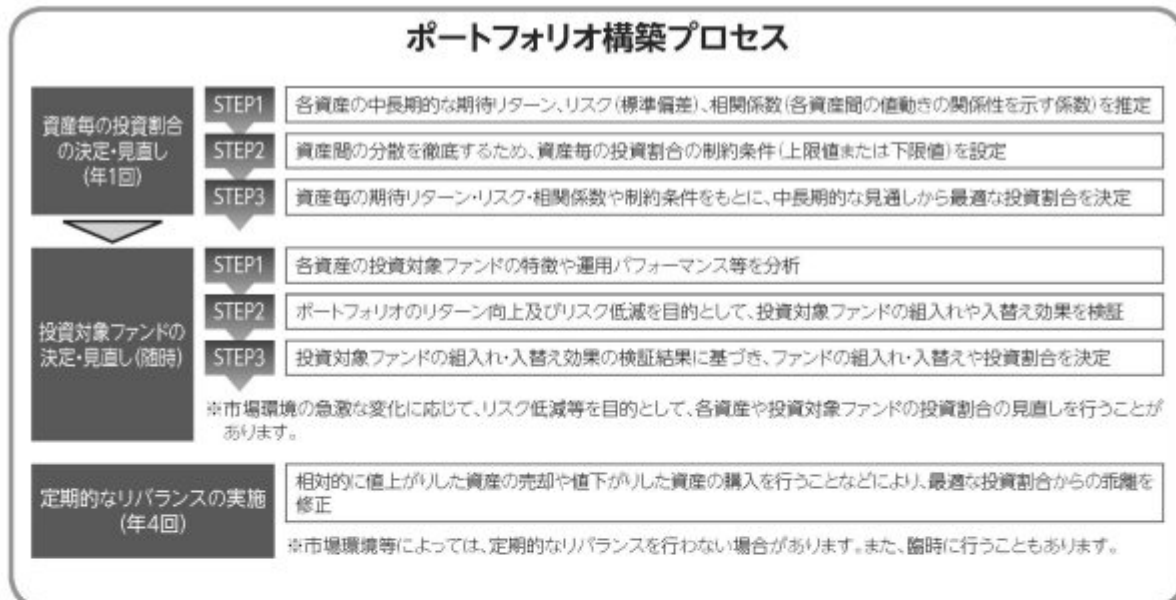 ポートフォリオ構築プロセス
資産毎の投資割合
の決定・見直し
(年1回)
STEP1
各資産の中長期的な期待リターン、リスク(標準偏差)、相関係数(各資産間の値動きの関係性を示す係数)を推定
STEP2
資産間の分散を徹底するため、資産毎の投資割合の制約条件(上限値または下限値)を設定
STEP3
資産毎の期待リターン・リスク・相関係数や制約条件をもとに、中長期的な見通しから最適な投資割合を決定
投資対象ファンドの
決定・見直し(随時)
STEP1
各資産の投資対象ファンドの特徴や運用パフォーマンス等を分析
STEP2
ポートフォリオのリターン向上及びリスク低減を目的として、投資対象ファンドの組入れや入替え効果を検証
STEP3
投資対象ファンドの組入れ・入替え効果の検証結果に基づき、ファンドの組入れ・入替えや投資割合を決定
※市場環境の急激な変化に応じて、リスク低減等を目的として、各資産や投資対象ファンドの投資割合の見直しを行うことが
あります。
定期的なリバランスの実施
(年4回)
相対的に値上がりした資産の売却や値下がりした資産の購入を行うことなどにより、最適な投資割合からの乖離を
修正
※市場環境等によっては、定期的なリバランスを行わない場合があります。また、臨時に行うこともあります。